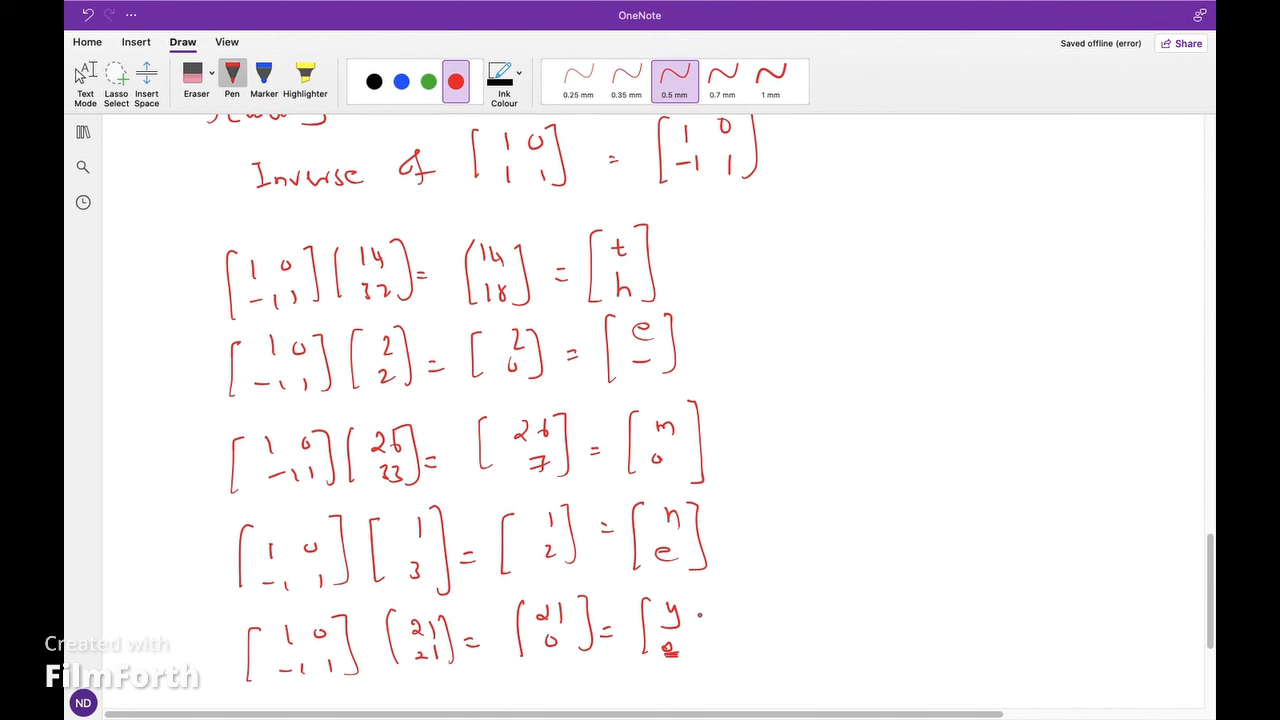 OneNote
Home Insert Draw View
Saved offline (error) Share
Text Mode Lasso Select Insert Space Eraser Pen Marker Highlighter Ink Colour 0.25 mm 0.35 mm 0.5 mm 0.7 mm 1 mm
Inverse of [1 0; 1 1] = [1 0; -1 1]
[1 0; -1 1] [14; 32] = [14; 18] = [t; h]
[1 0; -1 1] [2; 2] = [2; 0] = [e; –]
[1 0; -1 1] [26; 33] = [26; 7] = [m; o]
[1 0; -1 1] [1; 3] = [1; 2] = [n; e]
[1 0; -1 1] [21; 21] = [21; 0] = [y; 0
Created with
FilmForth
ND